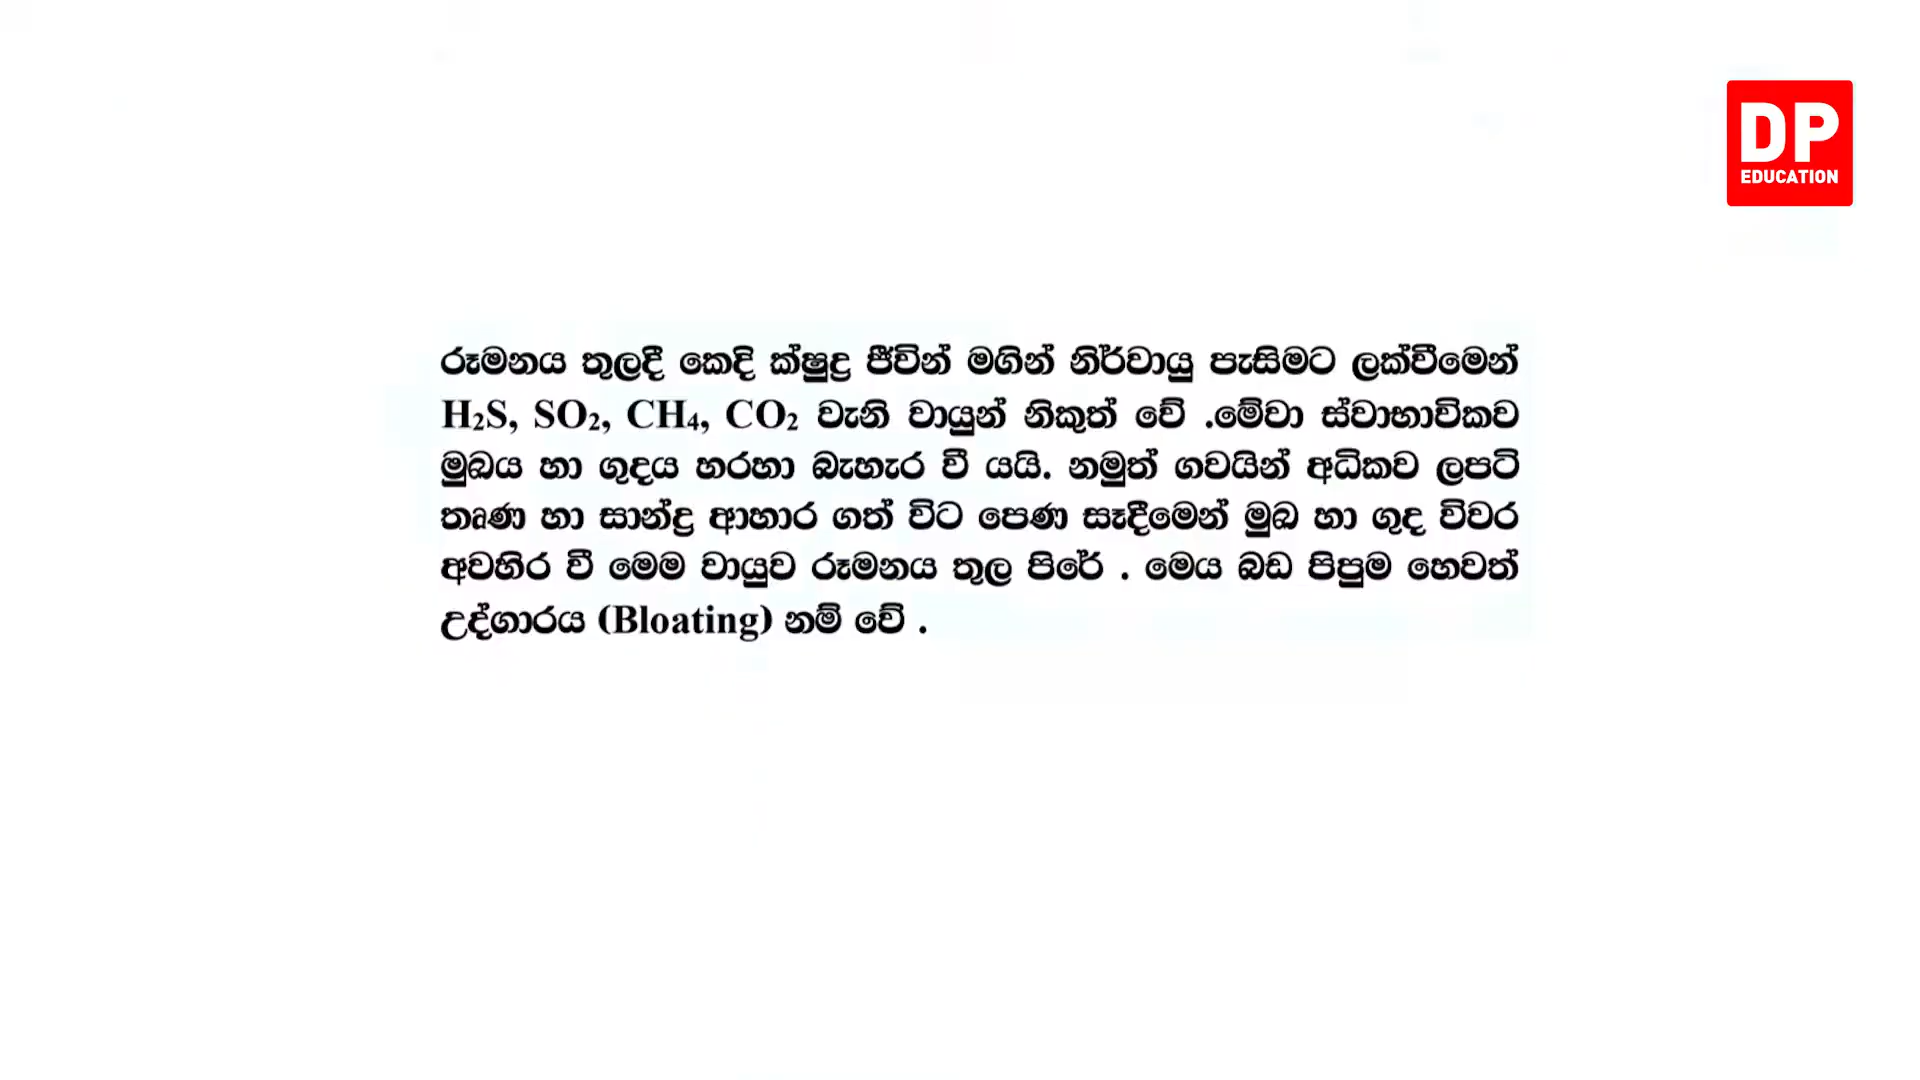 DP
EDUCATION
රූමනය තුලදී කෙදි ක්ෂුද්‍ර ජීවින් මගින් නිර්වායු පැසිමට ලක්වීමෙන්
H₂S, SO₂, CH₄, CO₂ වැනි වායුන් නිකුත් වේ .මේවා ස්වාභාවිකව
මුඛය හා ගුදය හරහා බැහැර වී යයි. නමුත් ගවයින් අධිකව ලපටි
තෘණ හා සාන්ද්‍ර ආහාර ගත් විට පෙණ සෑදීමෙන් මුඛ හා ගුද විවර
අවහිර වී මෙම වායුව රූමනය තුල පිරේ . මෙය බඩ පිපුම හෙවත්
උද්ගාරය (Bloating) නම් වේ .